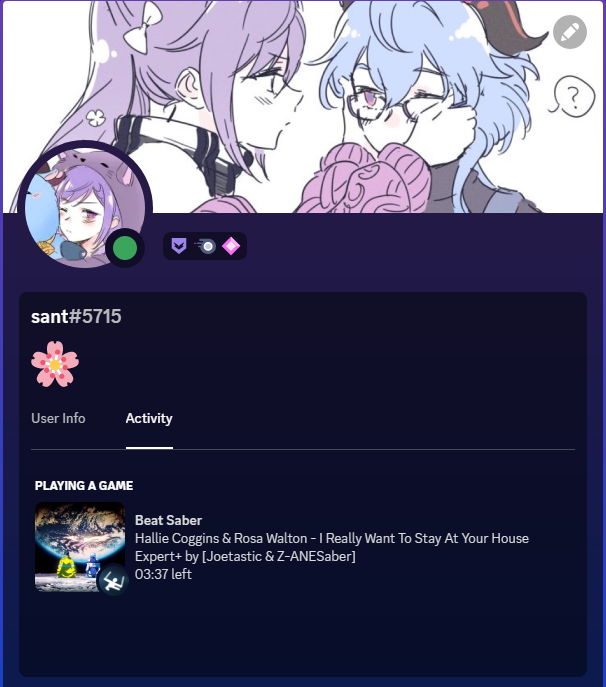 ?
sant#5715
User Info
Activity
PLAYING A GAME
Beat Saber
Hallie Coggins & Rosa Walton - I Really Want To Stay At Your House
Expert+ by [Joetastic & Z-ANESaber]
03:37 left